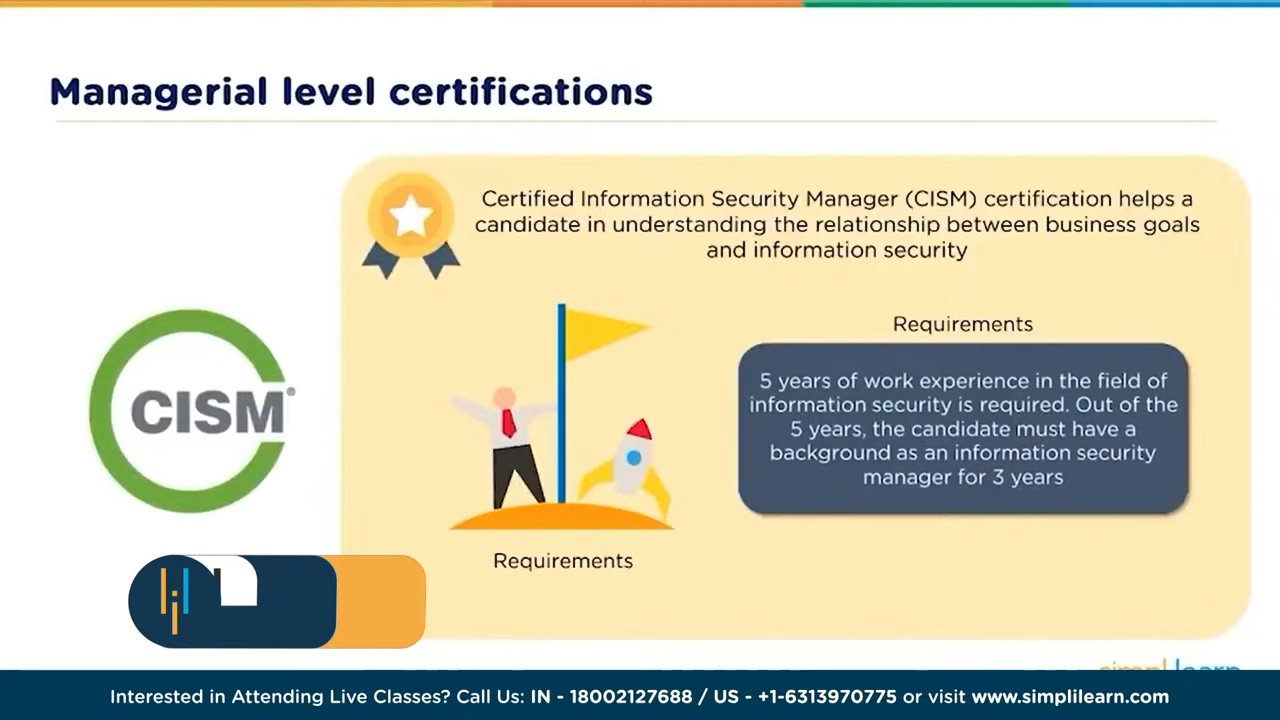 Managerial level certifications
Certified Information Security Manager (CISM) certification helps a
candidate in understanding the relationship between business goals
and information security
CISM®
Requirements
5 years of work experience in the field of
information security is required. Out of the
5 years, the candidate must have a
background as an information security
manager for 3 years
Requirements
simplilearn
Interested in Attending Live Classes? Call Us: IN - 18002127688 / US - +1-6313970775 or visit www.simplilearn.com